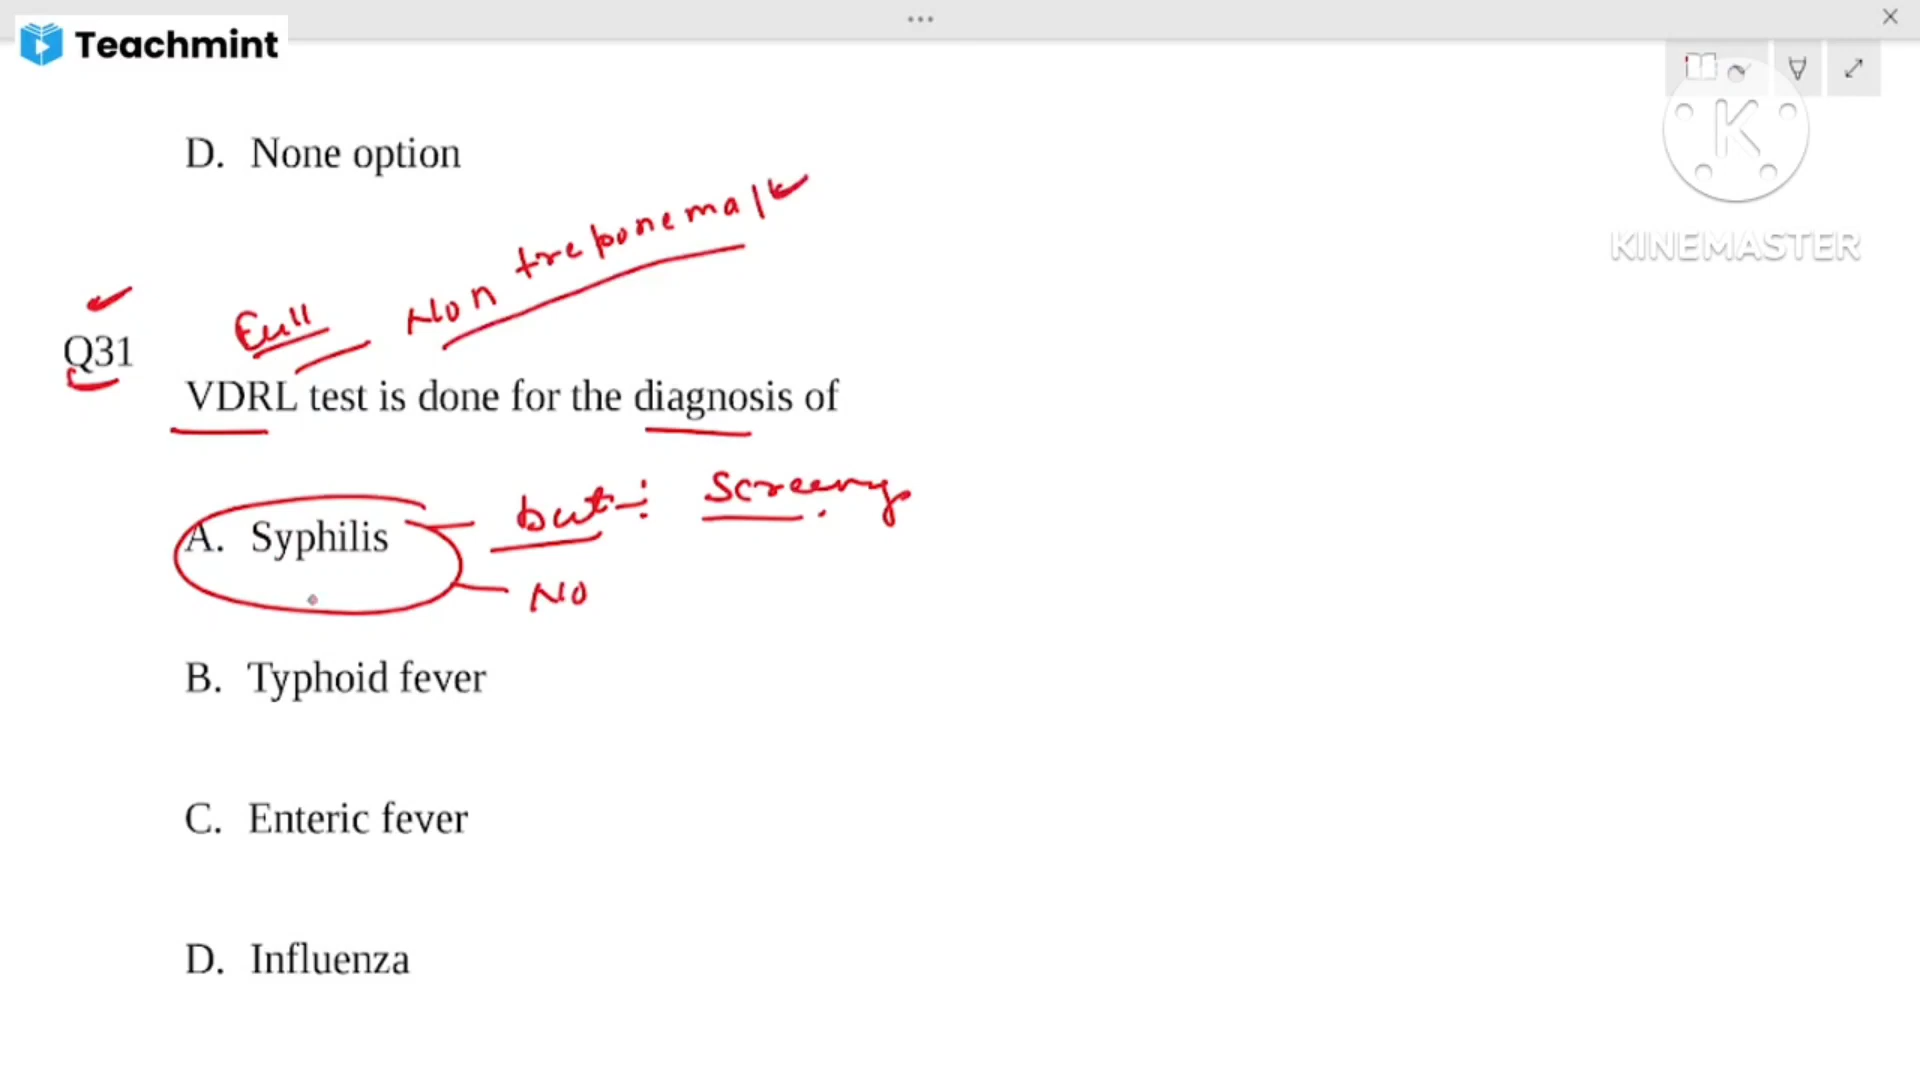 •••
Teachmint
K
D. None option
KINEMASTER
Non treponemal
Full
Q31
VDRL test is done for the diagnosis of
but
A. Syphilis
No
B. Typhoid fever
C. Enteric fever
D. Influenza